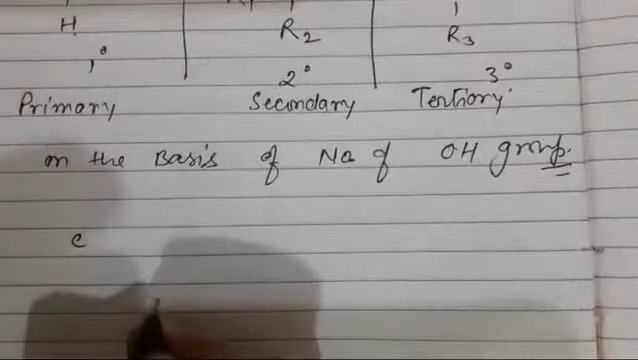 H R2 R3
1° 2° 3°
Primary Secondary Tertiory
on the Basis of No of OH group.
c